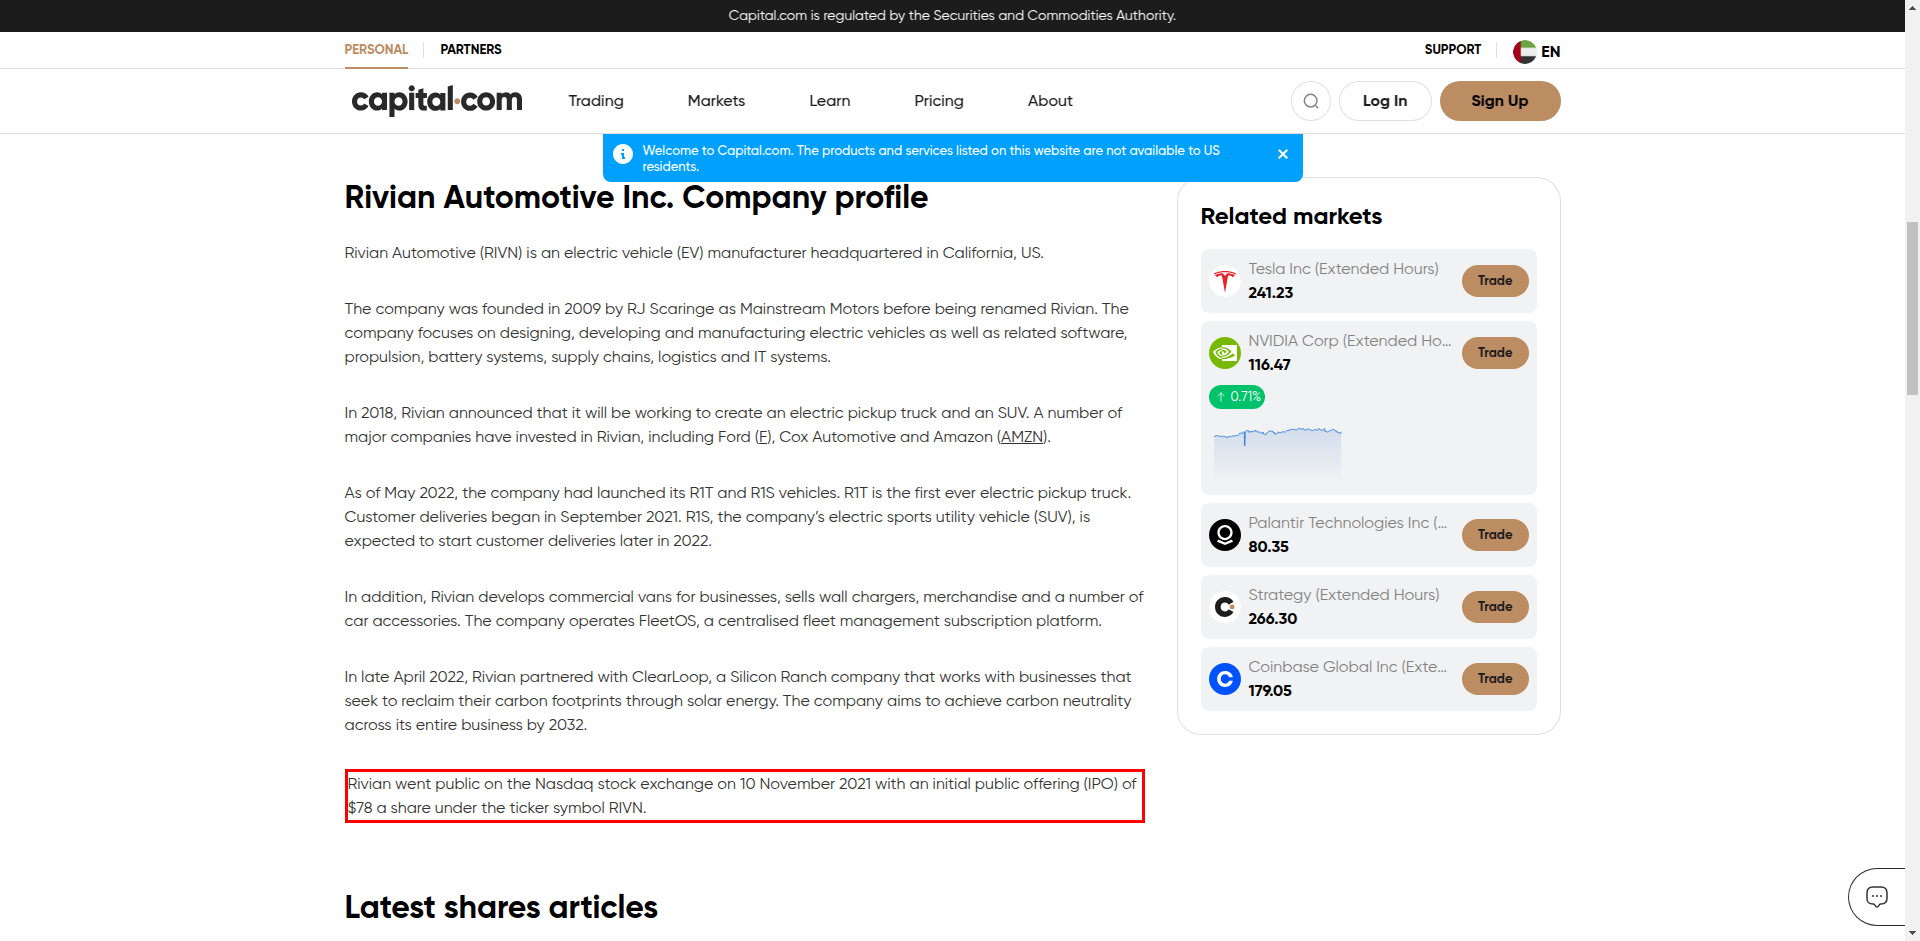 Capital.com is regulated by the Securities and Commodities Authority.
PERSONAL
PARTNERS
SUPPORT
EN
capital.com
Trading
Markets
Learn
Pricing
About
Log In
Sign Up
Welcome to Capital.com. The products and services listed on this website are not available to US
residents.
Rivian Automotive Inc. Company profile
Rivian Automotive (RIVN) is an electric vehicle (EV) manufacturer headquartered in California, US.
The company was founded in 2009 by RJ Scaringe as Mainstream Motors before being renamed Rivian. The
company focuses on designing, developing and manufacturing electric vehicles as well as related software,
propulsion, battery systems, supply chains, logistics and IT systems.
In 2018, Rivian announced that it will be working to create an electric pickup truck and an SUV. A number of
major companies have invested in Rivian, including Ford (F), Cox Automotive and Amazon (AMZN).
As of May 2022, the company had launched its R1T and R1S vehicles. R1T is the first ever electric pickup truck.
Customer deliveries began in September 2021. R1S, the company’s electric sports utility vehicle (SUV), is
expected to start customer deliveries later in 2022.
In addition, Rivian develops commercial vans for businesses, sells wall chargers, merchandise and a number of
car accessories. The company operates FleetOS, a centralised fleet management subscription platform.
In late April 2022, Rivian partnered with ClearLoop, a Silicon Ranch company that works with businesses that
seek to reclaim their carbon footprints through solar energy. The company aims to achieve carbon neutrality
across its entire business by 2032.
Rivian went public on the Nasdaq stock exchange on 10 November 2021 with an initial public offering (IPO) of
$78 a share under the ticker symbol RIVN.
Latest shares articles
Related markets
Tesla Inc (Extended Hours)
241.23
Trade
NVIDIA Corp (Extended Ho...
116.47
Trade
↑ 0.71%
Palantir Technologies Inc (...
80.35
Trade
Strategy (Extended Hours)
266.30
Trade
Coinbase Global Inc (Exte...
179.05
Trade